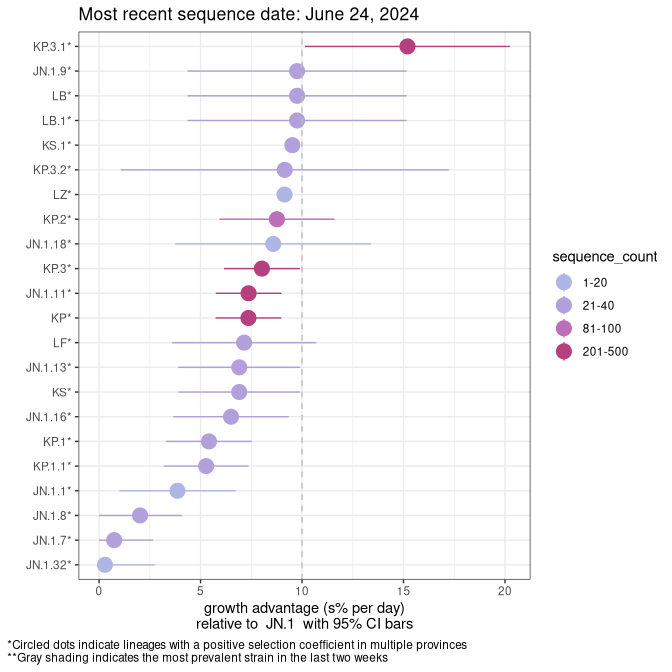 Most recent sequence date: June 24, 2024
KP.3.1*
JN.1.9*
LB*
LB.1*
KS.1*
KP.3.2*
LZ*
KP.2*
JN.1.18*
KP.3*
JN.1.11*
KP*
LF*
JN.1.13*
KS*
JN.1.16*
KP.1*
KP.1.1*
JN.1.1*
JN.1.8*
JN.1.7*
JN.1.32*
0 5 10 15 20
growth advantage (s% per day)
relative to JN.1 with 95% CI bars
sequence_count
1-20
21-40
81-100
201-500
*Circled dots indicate lineages with a positive selection coefficient in multiple provinces
**Gray shading indicates the most prevalent strain in the last two weeks